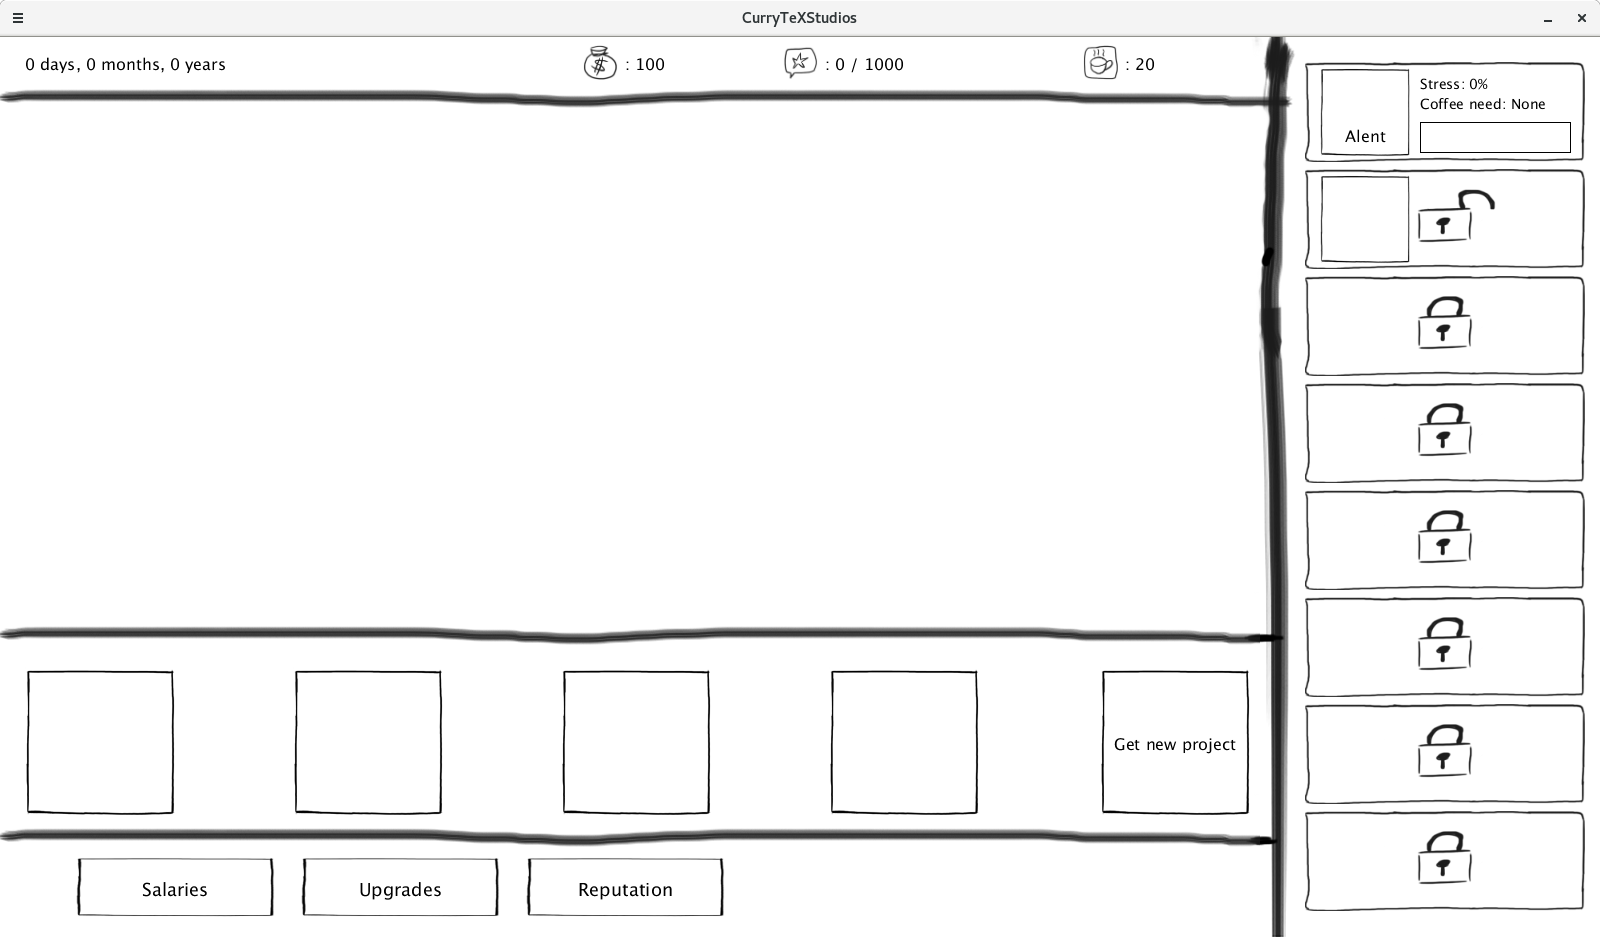 CurryTeXStudios
0 days, 0 months, 0 years
$ : 100
: 0 / 1000
: 20
Stress: 0%
Coffee need: None
Alent
Get new project
Salaries
Upgrades
Reputation